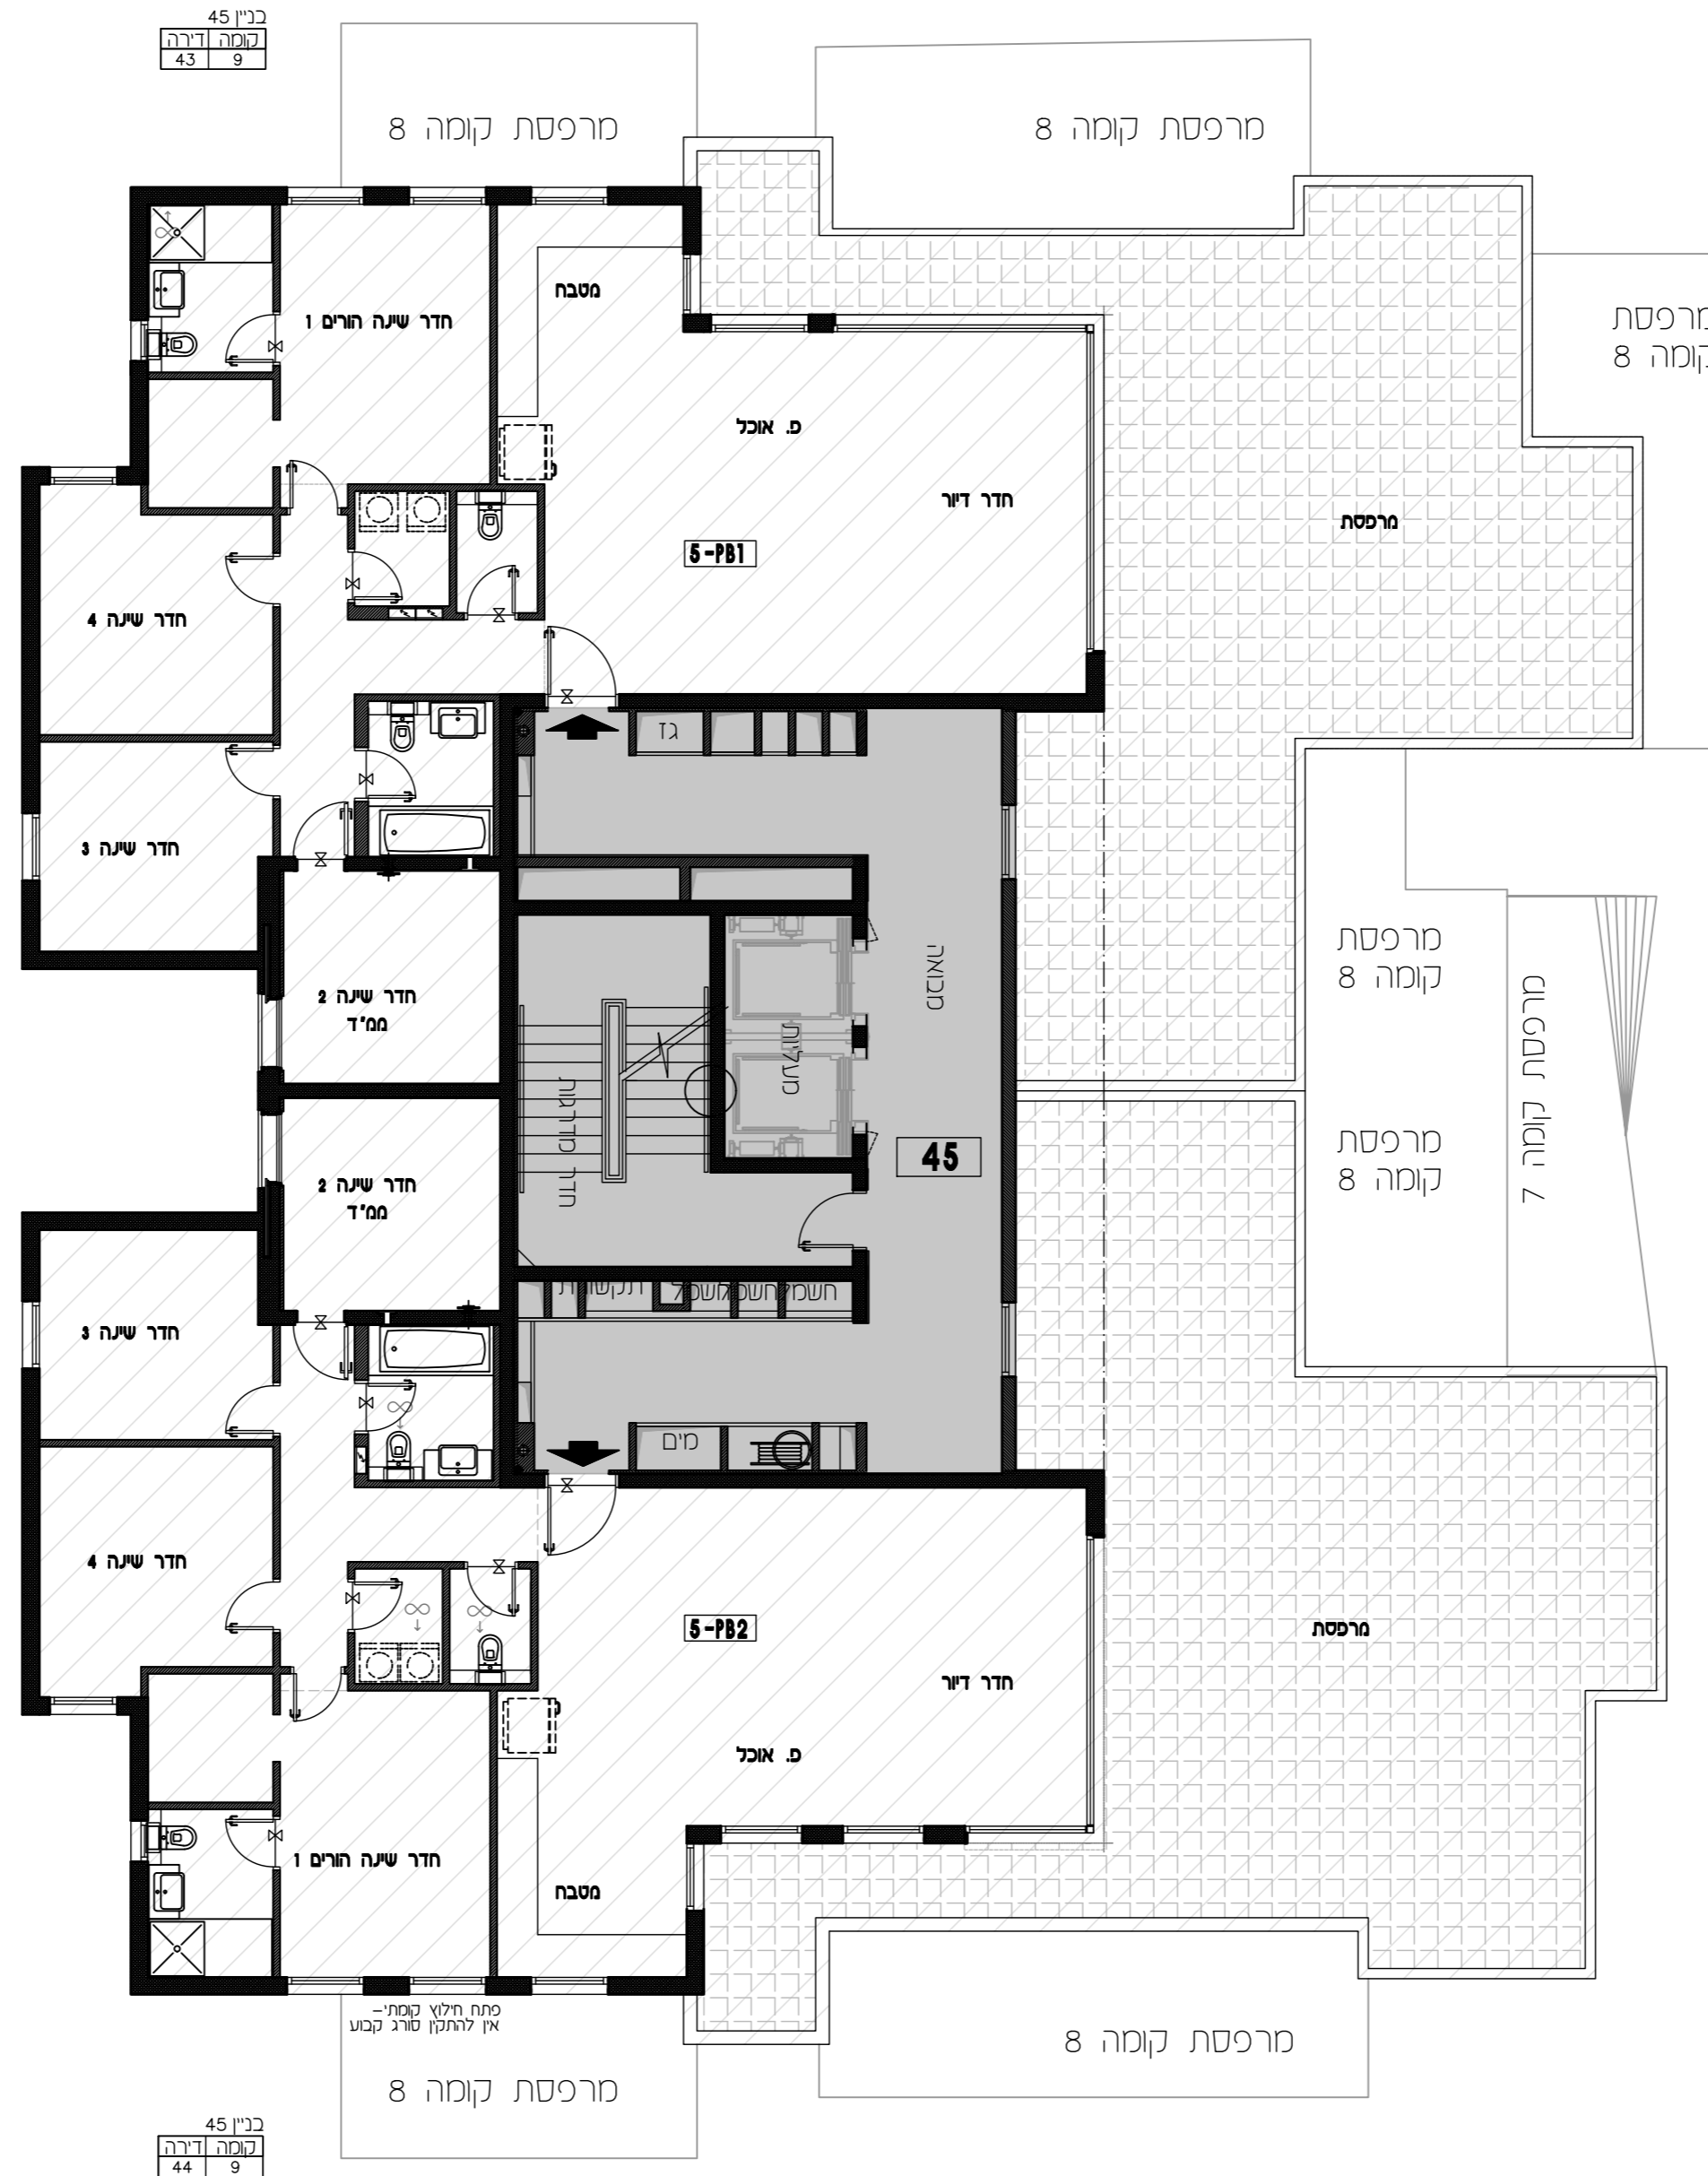 בניין 45
קומה דירה
9 43
מרפסת קומה 8
מרפסת קומה 8
מטבח
חדר שינה הורים 1
מרפסת
קומה 8
פ. אוכל
חדר דיור
מרפסת
5-PB1
חדר שינה 4
גז
חדר שינה 3
מבואה
מרפסת
קומה 8
חדר שינה 2
ממ"ד
מעליות
מרפסת קומה 7
חדר מדרגות
45
מרפסת
קומה 8
חדר שינה 2
ממ"ד
תקשורת
חשמל
חשמל
חשמל
חדר שינה 3
מים
חדר שינה 4
5-PB2
מרפסת
חדר דיור
פ. אוכל
חדר שינה הורים 1
מטבח
פתח חילוץ קומתי-
אין להתקין סורג קבוע
מרפסת קומה 8
מרפסת קומה 8
בניין 45
קומה דירה
9 44